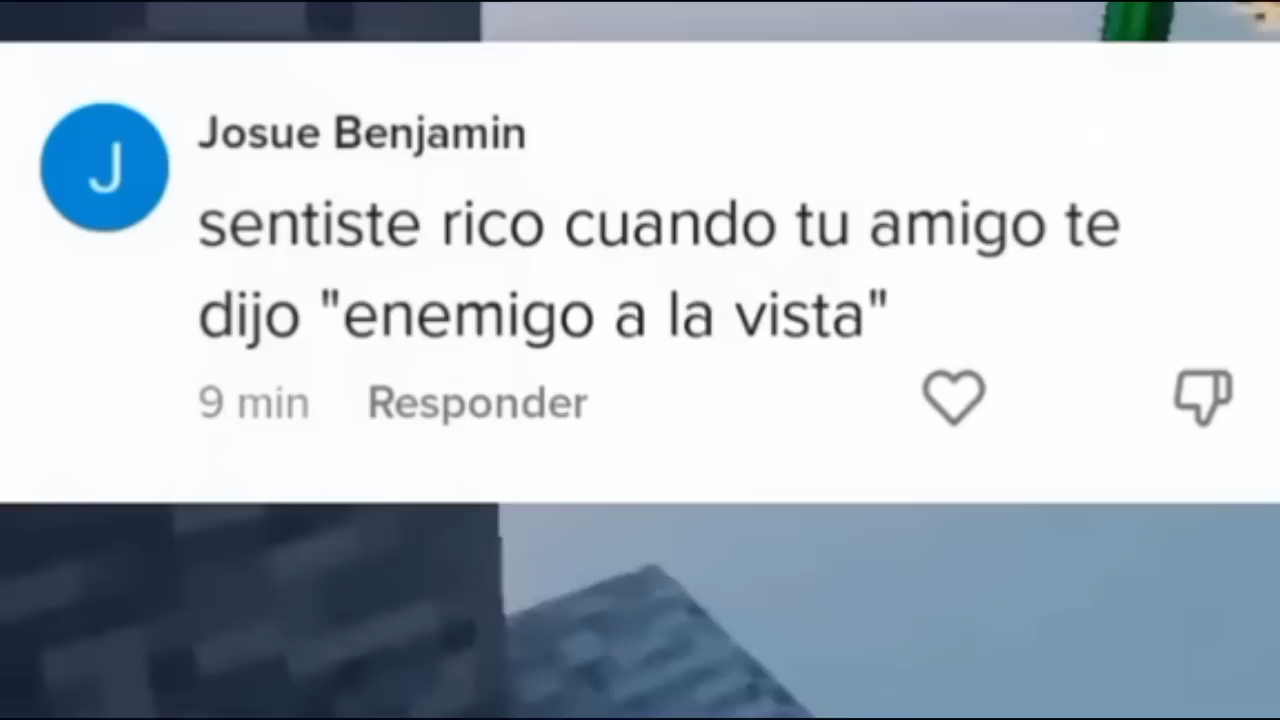 J
Josue Benjamin
sentiste rico cuando tu amigo te
dijo "enemigo a la vista"
9 min Responder